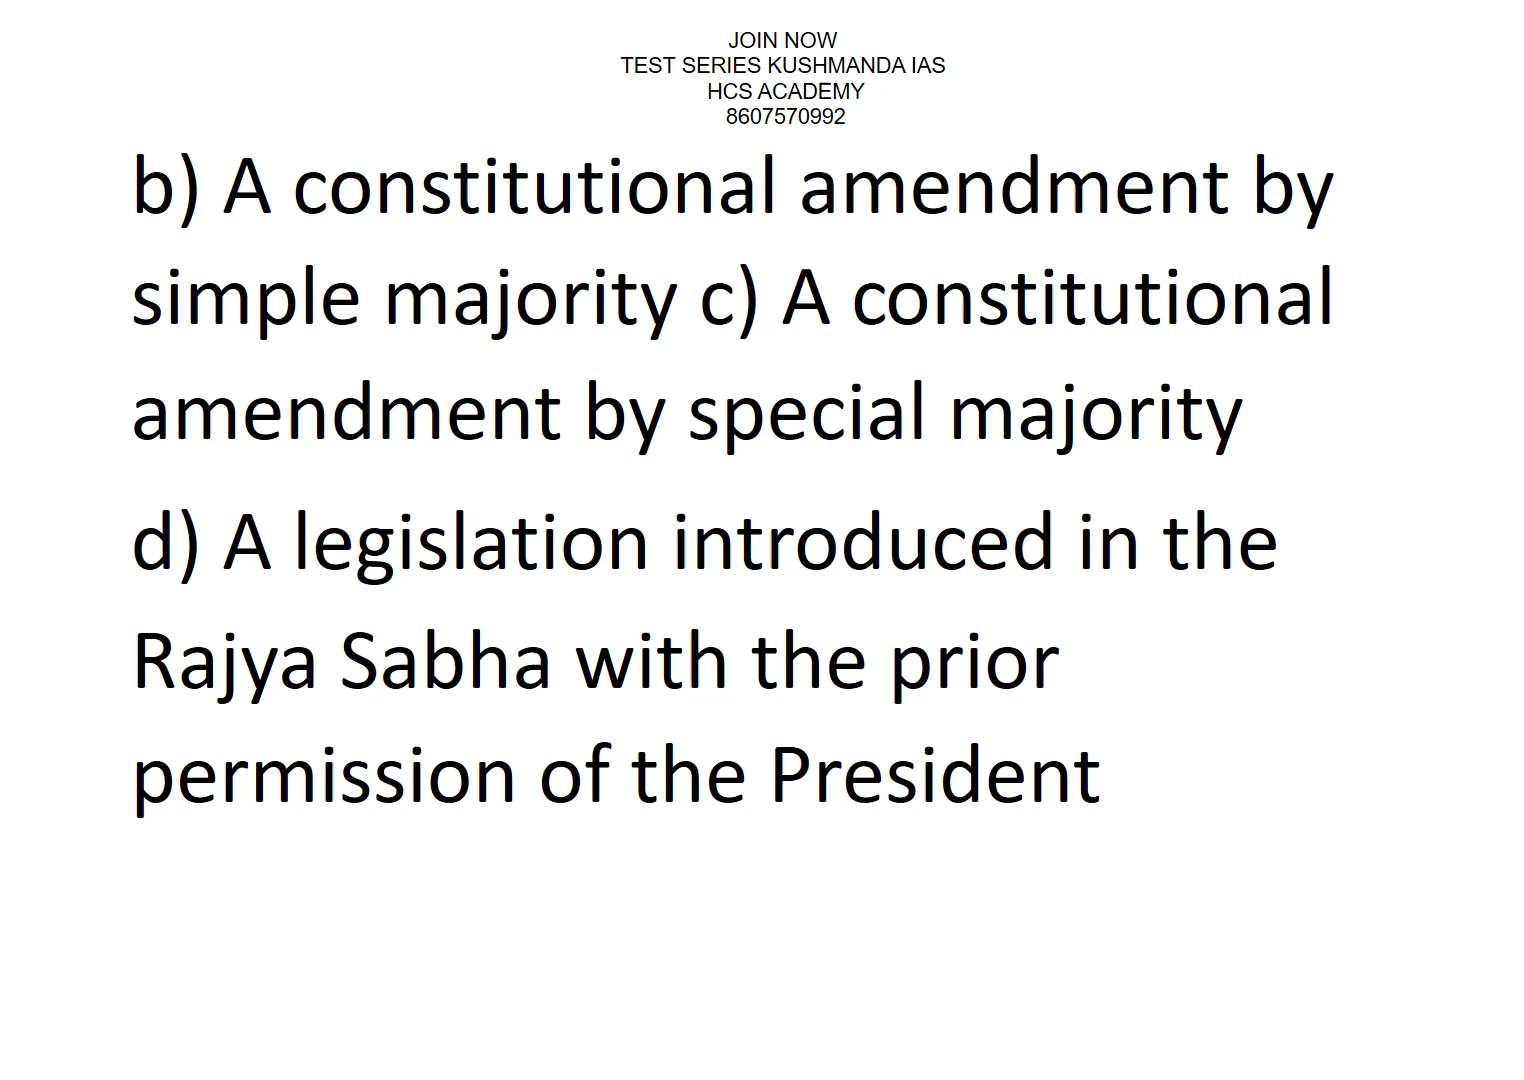 JOIN NOW
TEST SERIES KUSHMANDA IAS
HCS ACADEMY
8607570992
b) A constitutional amendment by
simple majority c) A constitutional
amendment by special majority
d) A legislation introduced in the
Rajya Sabha with the prior
permission of the President